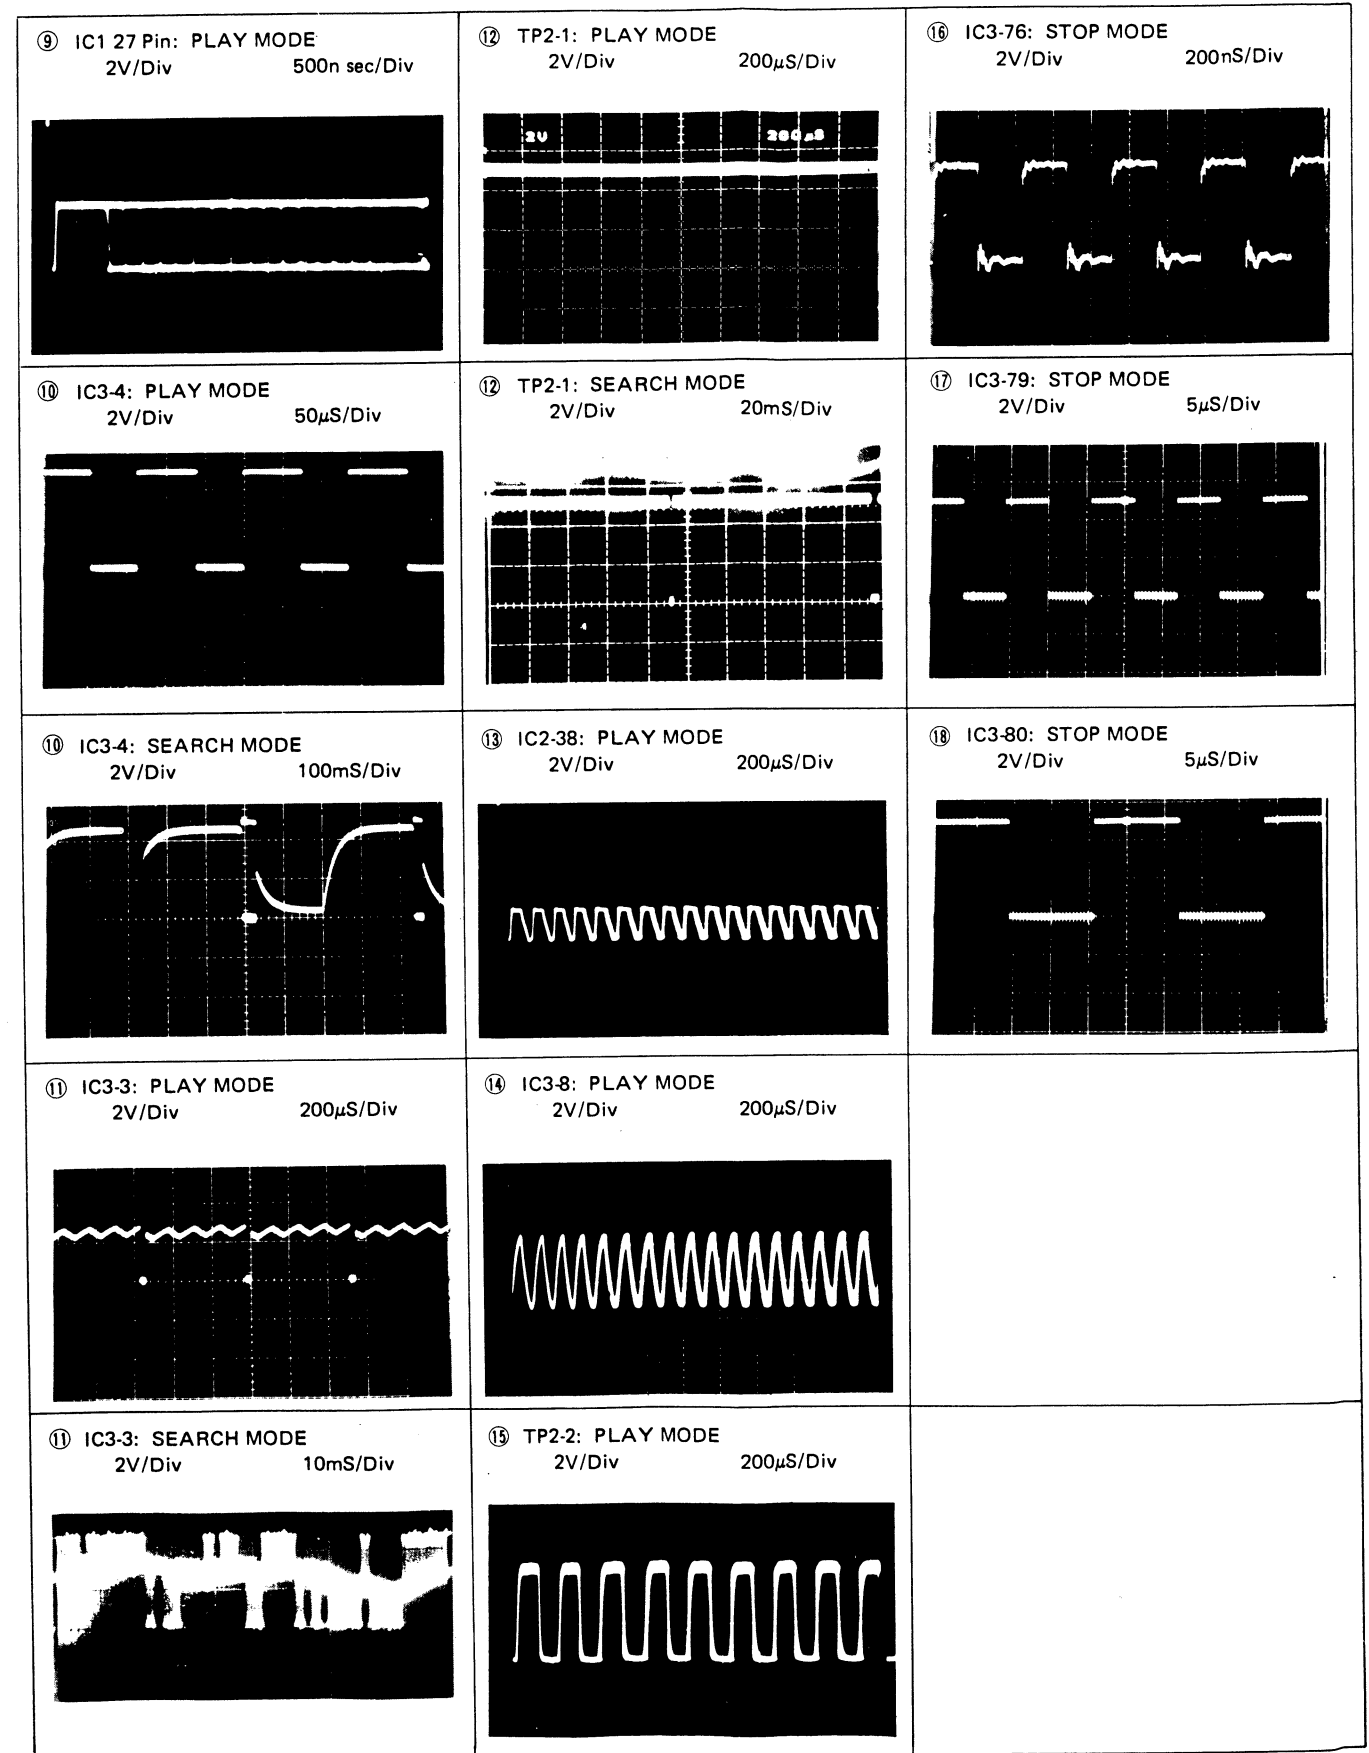 ⑨ IC1 27 Pin: PLAY MODE
2V/Div 500n sec/Div
⑩ IC3-4: PLAY MODE
2V/Div 50μS/Div
⑩ IC3-4: SEARCH MODE
2V/Div 100mS/Div
⑪ IC3-3: PLAY MODE
2V/Div 200μS/Div
⑪ IC3-3: SEARCH MODE
2V/Div 10mS/Div
⑫ TP2-1: PLAY MODE
2V/Div 200μS/Div
2V 200μS
⑫ TP2-1: SEARCH MODE
2V/Div 20mS/Div
⑬ IC2-38: PLAY MODE
2V/Div 200μS/Div
⑭ IC3-8: PLAY MODE
2V/Div 200μS/Div
⑮ TP2-2: PLAY MODE
2V/Div 200μS/Div
⑯ IC3-76: STOP MODE
2V/Div 200nS/Div
⑰ IC3-79: STOP MODE
2V/Div 5μS/Div
⑱ IC3-80: STOP MODE
2V/Div 5μS/Div